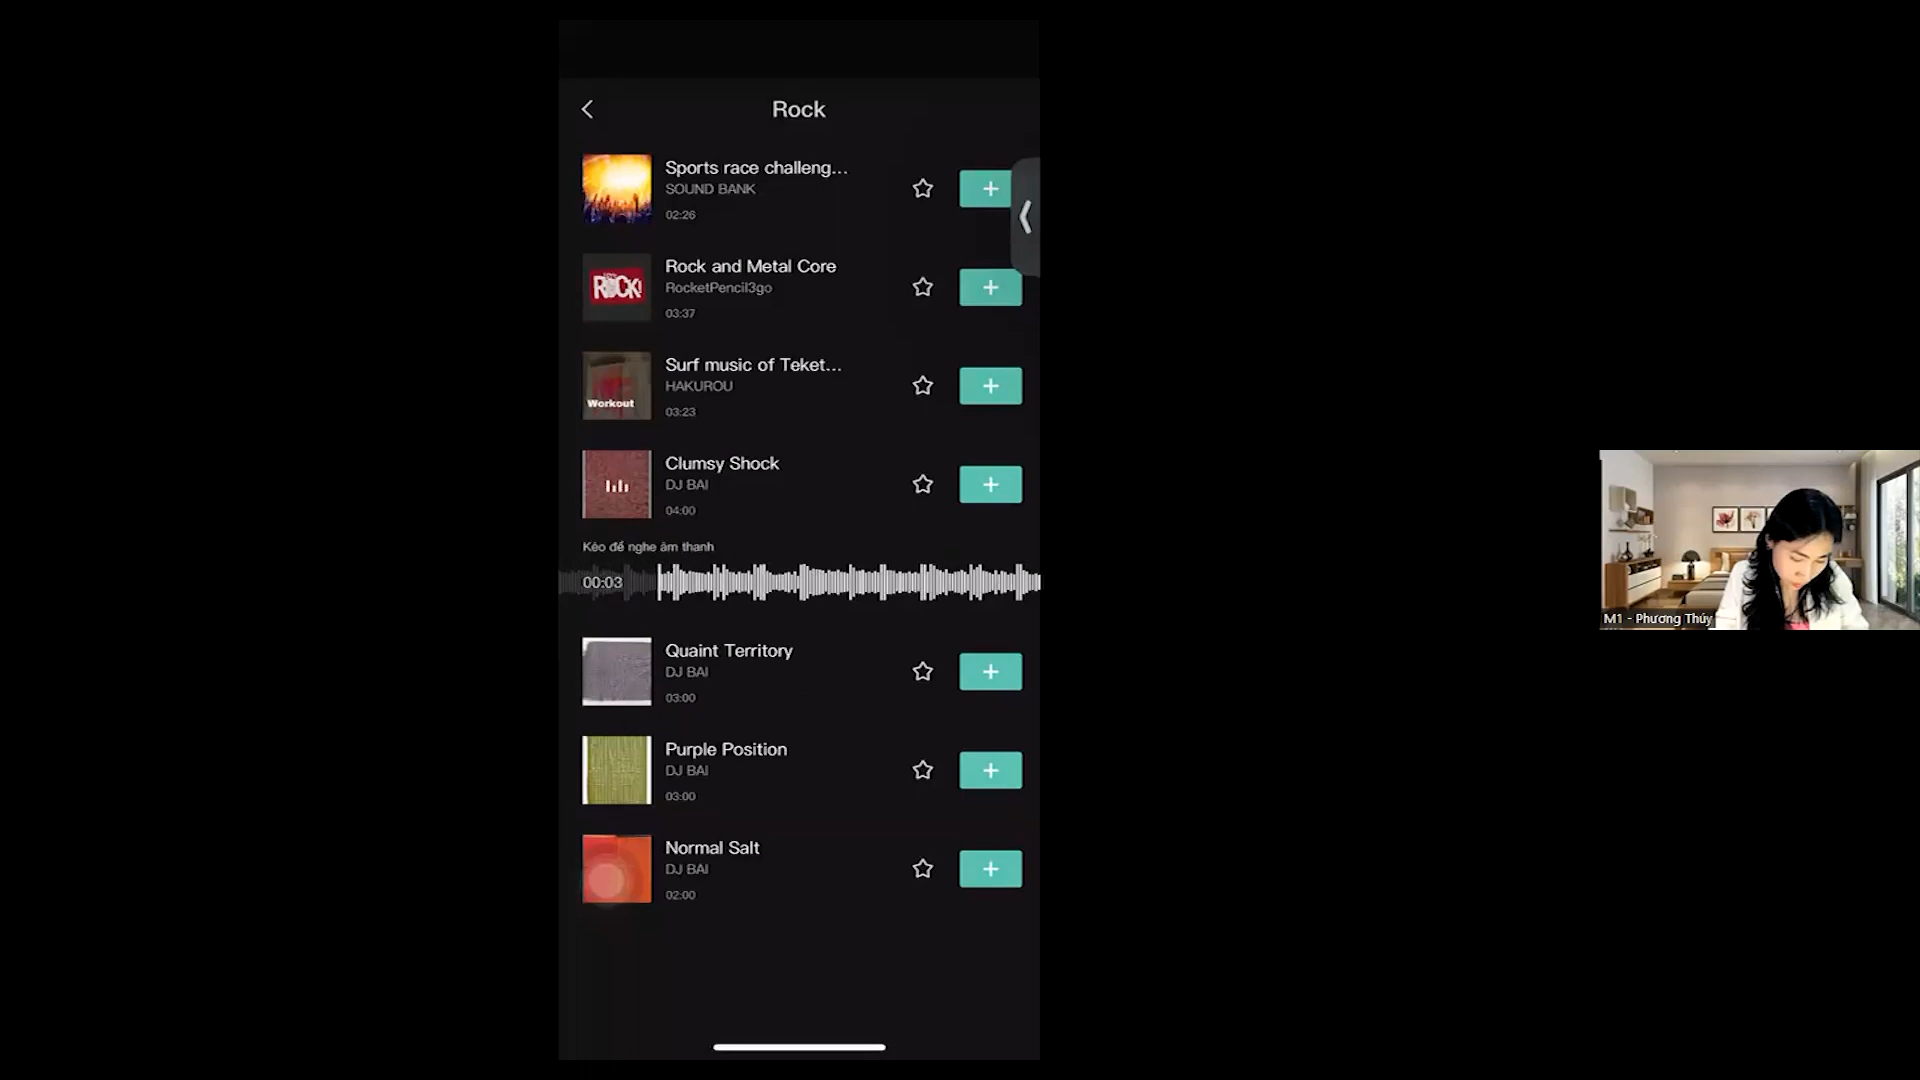 Rock
Sports race challeng...
SOUND BANK
02:26
ROCK!
Rock and Metal Core
RocketPencil3go
03:37
Surf music of Teket...
HAKUROU
03:23
Workout
Clumsy Shock
DJ BAI
04:00
Kéo để nghe âm thanh
00:03
Quaint Territory
DJ BAI
03:00
Purple Position
DJ BAI
03:00
Normal Salt
DJ BAI
02:00
M1 - Phương Thúy